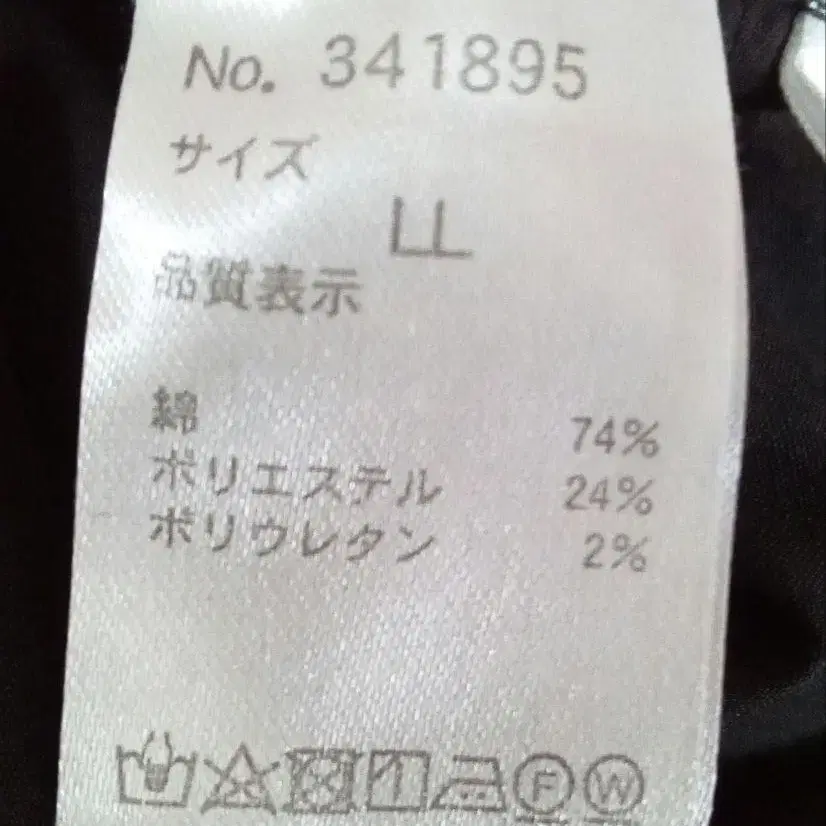 No. 341895
サイズ
LL
品質表示
綿 74%
ポリエステル 24%
ポリウレタン 2%
F W